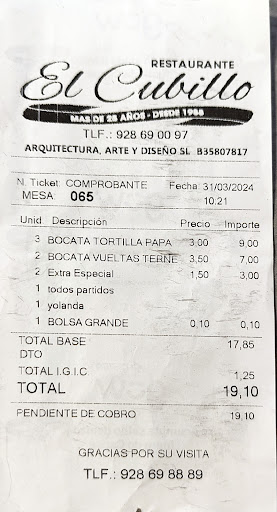 RESTAURANTE
El Cubillo
MAS DE 25 AÑOS - DESDE 1988
TLF.: 928 69 00 97
ARQUITECTURA, ARTE Y DISEÑO SL B35807817
N. Ticket: COMPROBANTE Fecha: 31/03/2024
MESA: 065 10.21
Unid. Descripción Precio Importe
3 BOCATA TORTILLA PAPA 3,00 9,00
2 BOCATA VUELTAS TERNE 3,50 7,00
2 Extra Especial 1,50 3,00
1 todos partidos
1 yolanda
1 BOLSA GRANDE 0,10 0,10
TOTAL BASE 17,85
DTO
TOTAL I.G.I.C 1,25
TOTAL 19,10
PENDIENTE DE COBRO 19,10
GRACIAS POR SU VISITA
TLF.: 928 69 88 89